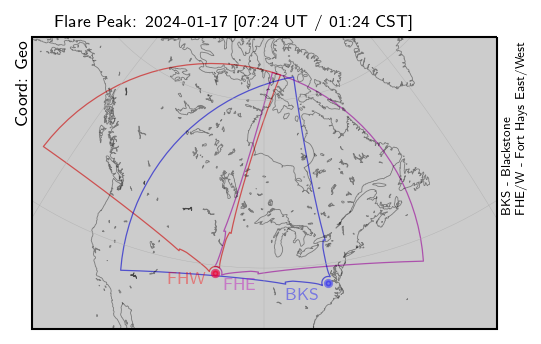 Flare Peak: 2024-01-17 [07:24 UT / 01:24 CST]
Coord: Geo
FHW
FHE
BKS
BKS - Blackstone
FHE/W - Fort Hays East/West